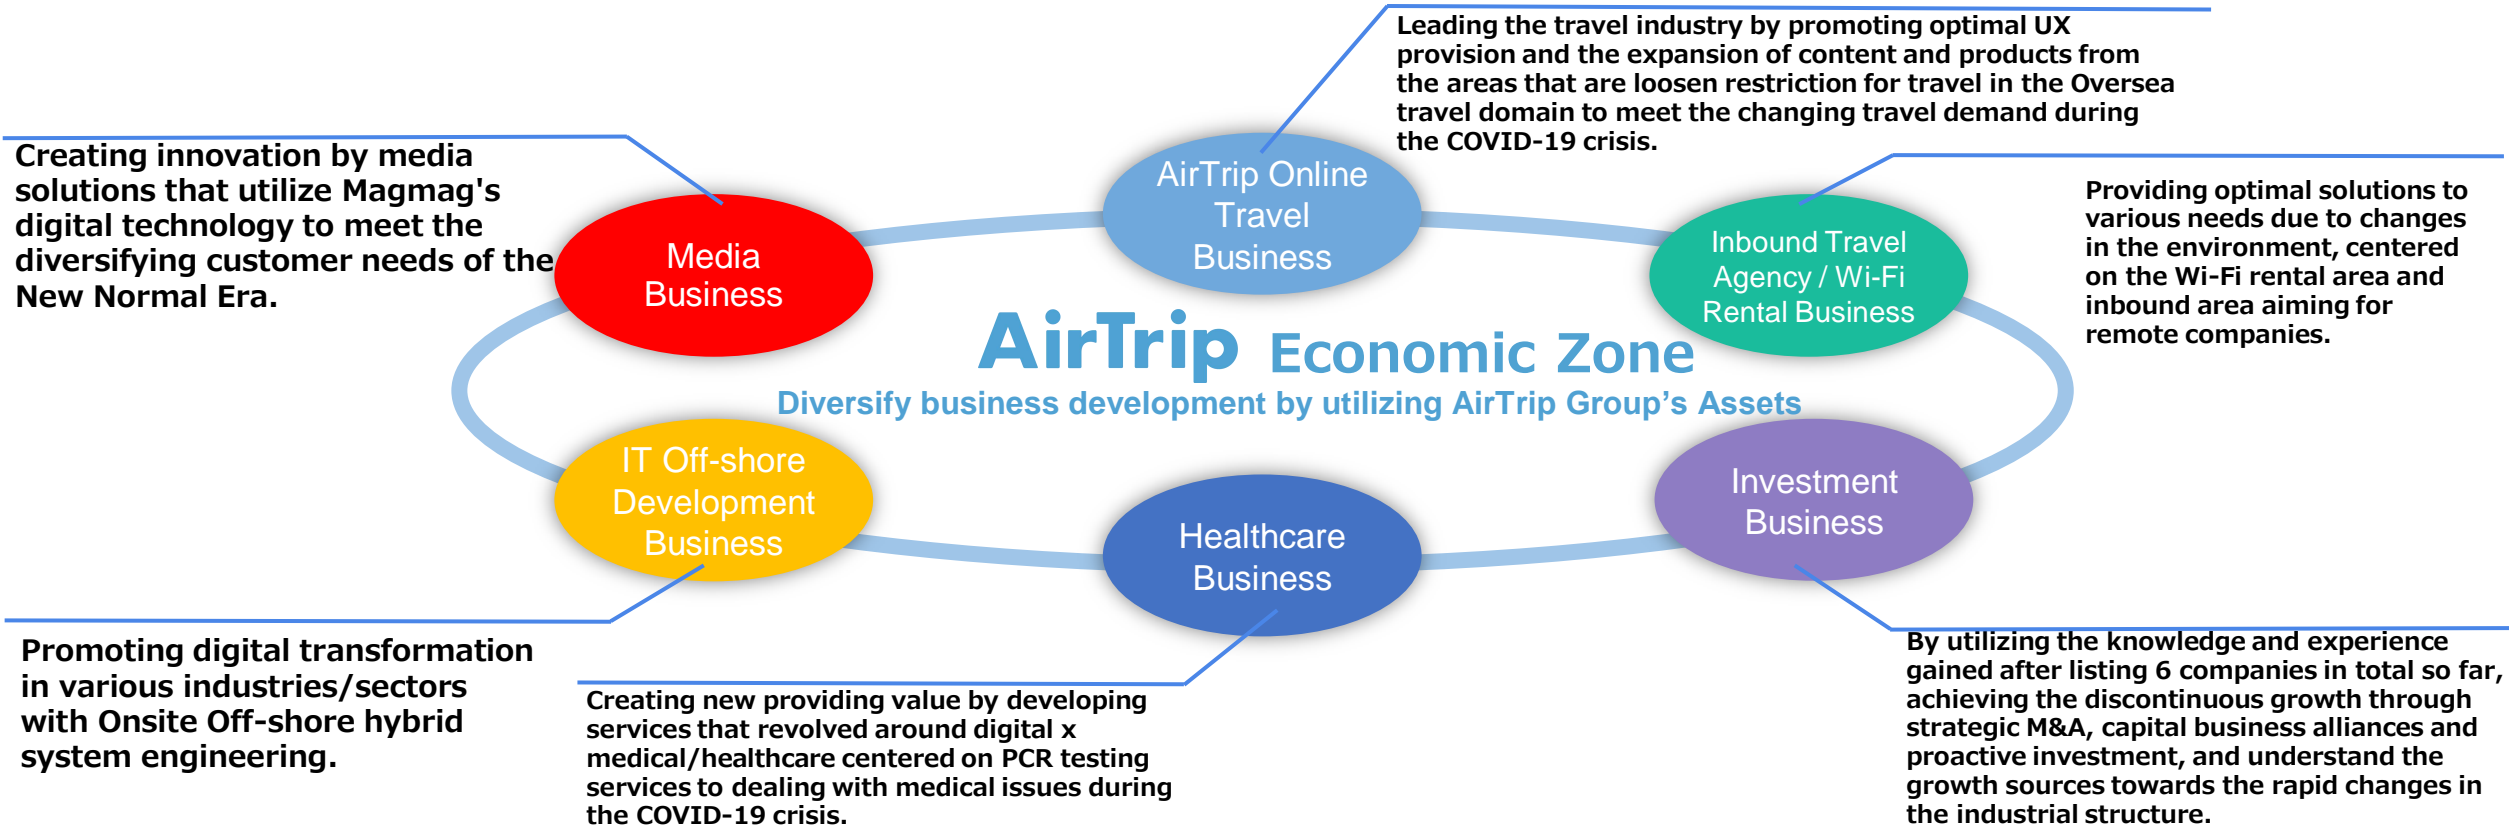 Leading the travel industry by promoting optimal UX
provision and the expansion of content and products from
the areas that are loosen restriction for travel in the Oversea
travel domain to meet the changing travel demand during
the COVID-19 crisis.
Creating innovation by media
solutions that utilize Magmag's
digital technology to meet the
diversifying customer needs of the
New Normal Era.
Media
Business
AirTrip Online
Travel
Business
Inbound Travel
Agency / Wi-Fi
Rental Business
Providing optimal solutions to
various needs due to changes
in the environment, centered
on the Wi-Fi rental area and
inbound area aiming for
remote companies.
AirTrip Economic Zone
Diversify business development by utilizing AirTrip Group’s Assets
IT Off-shore
Development
Business
Healthcare
Business
Investment
Business
Promoting digital transformation
in various industries/sectors
with Onsite Off-shore hybrid
system engineering.
Creating new providing value by developing
services that revolved around digital x
medical/healthcare centered on PCR testing
services to dealing with medical issues during
the COVID-19 crisis.
By utilizing the knowledge and experience
gained after listing 6 companies in total so far,
achieving the discontinuous growth through
strategic M&A, capital business alliances and
proactive investment, and understand the
growth sources towards the rapid changes in
the industrial structure.